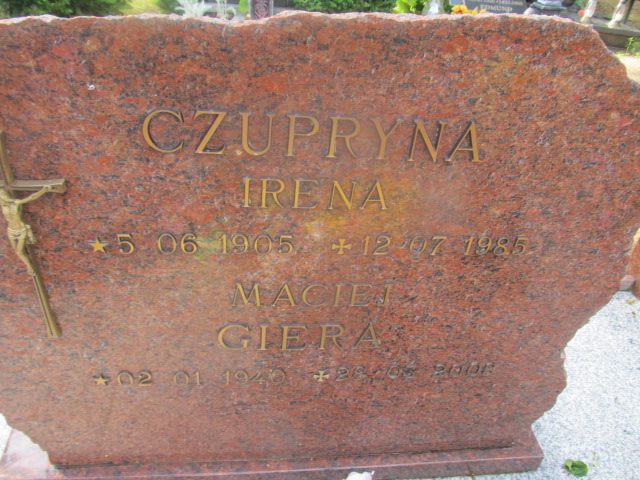 CZUPRYNA
IRENA
★ 5 06 1905 ✢ 12 07 1985
MACIEJ
GIERA
★ 02 01 1940 ✢